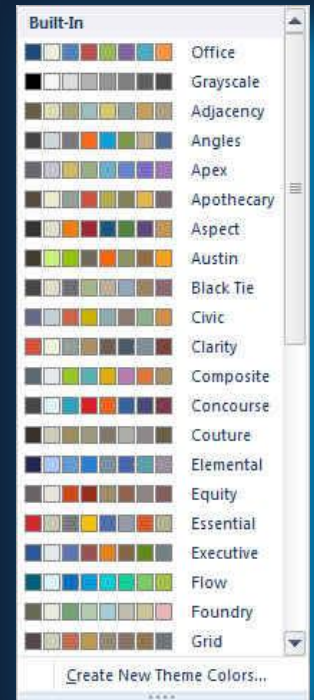 Built-In
Office
Grayscale
Adjacency
Angles
Apex
Apothecary
Aspect
Austin
Black Tie
Civic
Clarity
Composite
Concourse
Couture
Elemental
Equity
Essential
Executive
Flow
Foundry
Grid
Create New Theme Colors...